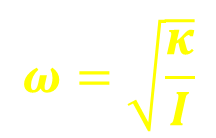 ω = √(κ/I)